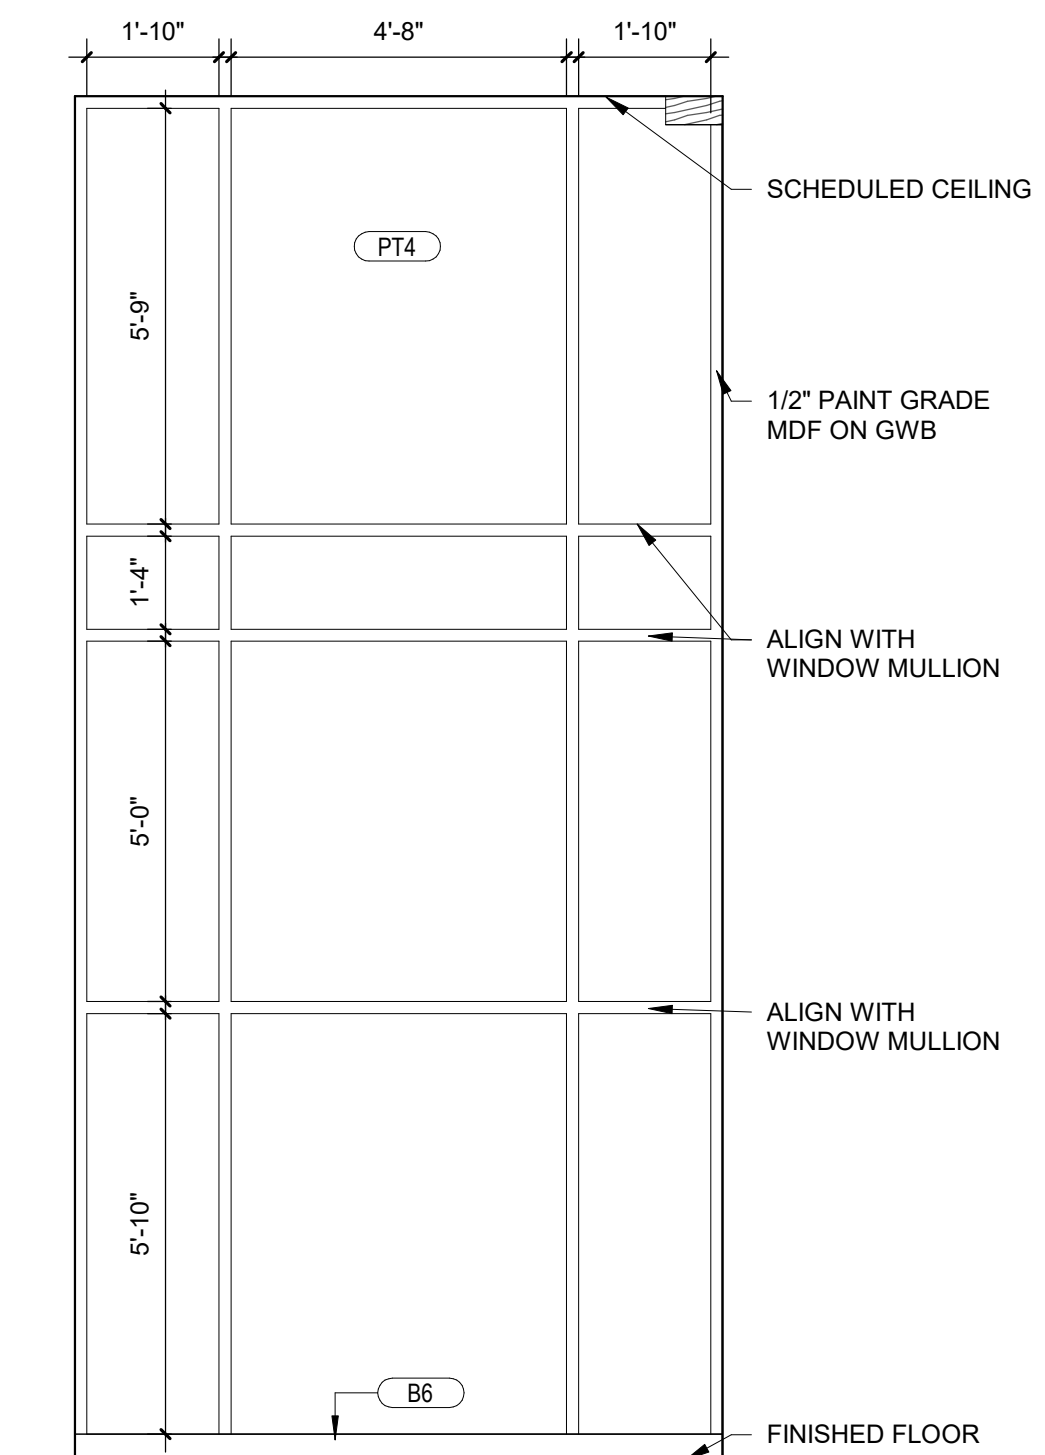 1'-10"
4'-8"
1'-10"
SCHEDULED CEILING
PT4
5'-9"
1/2" PAINT GRADE
MDF ON GWB
1'-4"
ALIGN WITH
WINDOW MULLION
5'-0"
ALIGN WITH
WINDOW MULLION
5'-10"
B6
FINISHED FLOOR